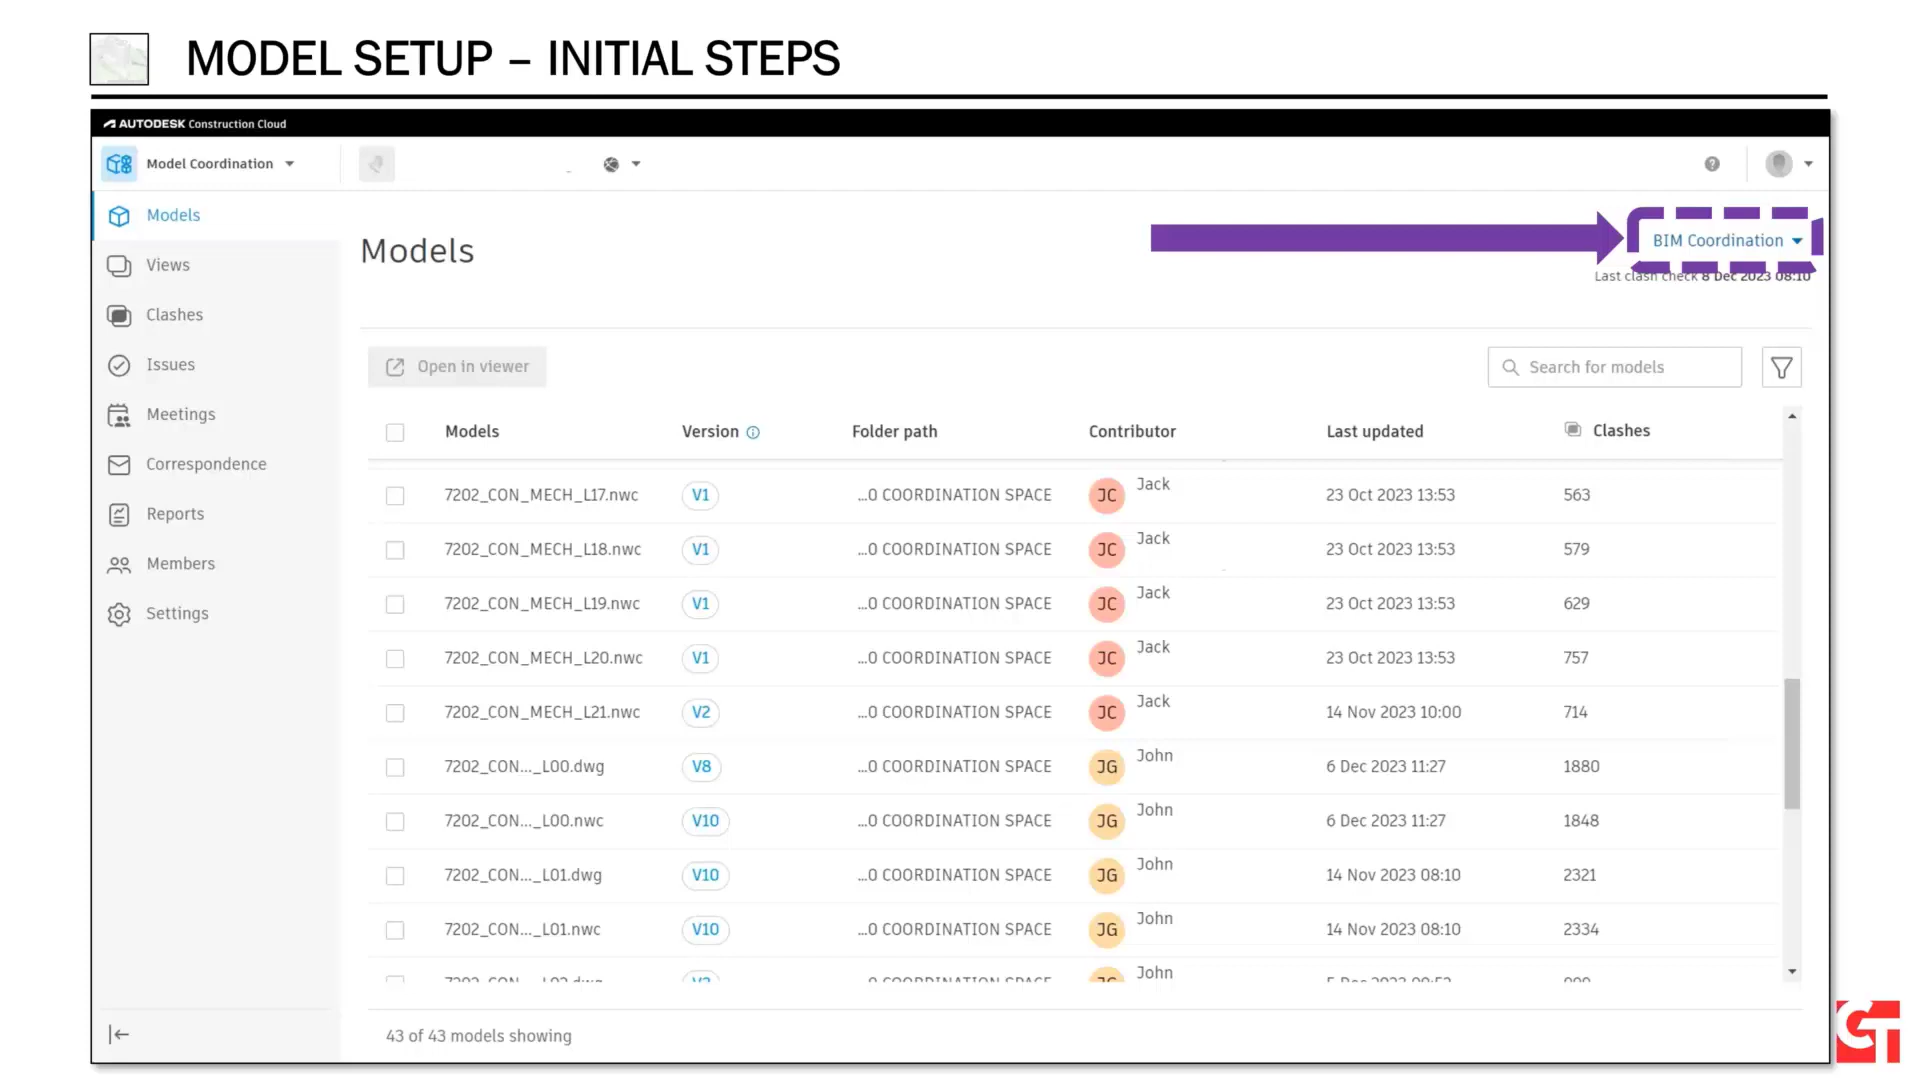 MODEL SETUP – INITIAL STEPS
AUTODESK Construction Cloud
Model Coordination
Models
Views
Clashes
Issues
Meetings
Correspondence
Reports
Members
Settings
Models
BIM Coordination
Last clash check 8 Dec 2023 08:10
Open in viewer
Search for models
Models Version Folder path Contributor Last updated Clashes
7202_CON_MECH_L17.nwc V1 ...0 COORDINATION SPACE JC Jack 23 Oct 2023 13:53 563
7202_CON_MECH_L18.nwc V1 ...0 COORDINATION SPACE JC Jack 23 Oct 2023 13:53 579
7202_CON_MECH_L19.nwc V1 ...0 COORDINATION SPACE JC Jack 23 Oct 2023 13:53 629
7202_CON_MECH_L20.nwc V1 ...0 COORDINATION SPACE JC Jack 23 Oct 2023 13:53 757
7202_CON_MECH_L21.nwc V2 ...0 COORDINATION SPACE JC Jack 14 Nov 2023 10:00 714
7202_CON..._L00.dwg V8 ...0 COORDINATION SPACE JG John 6 Dec 2023 11:27 1880
7202_CON..._L00.nwc V10 ...0 COORDINATION SPACE JG John 6 Dec 2023 11:27 1848
7202_CON..._L01.dwg V10 ...0 COORDINATION SPACE JG John 14 Nov 2023 08:10 2321
7202_CON..._L01.nwc V10 ...0 COORDINATION SPACE JG John 14 Nov 2023 08:10 2334
John
43 of 43 models showing
GT